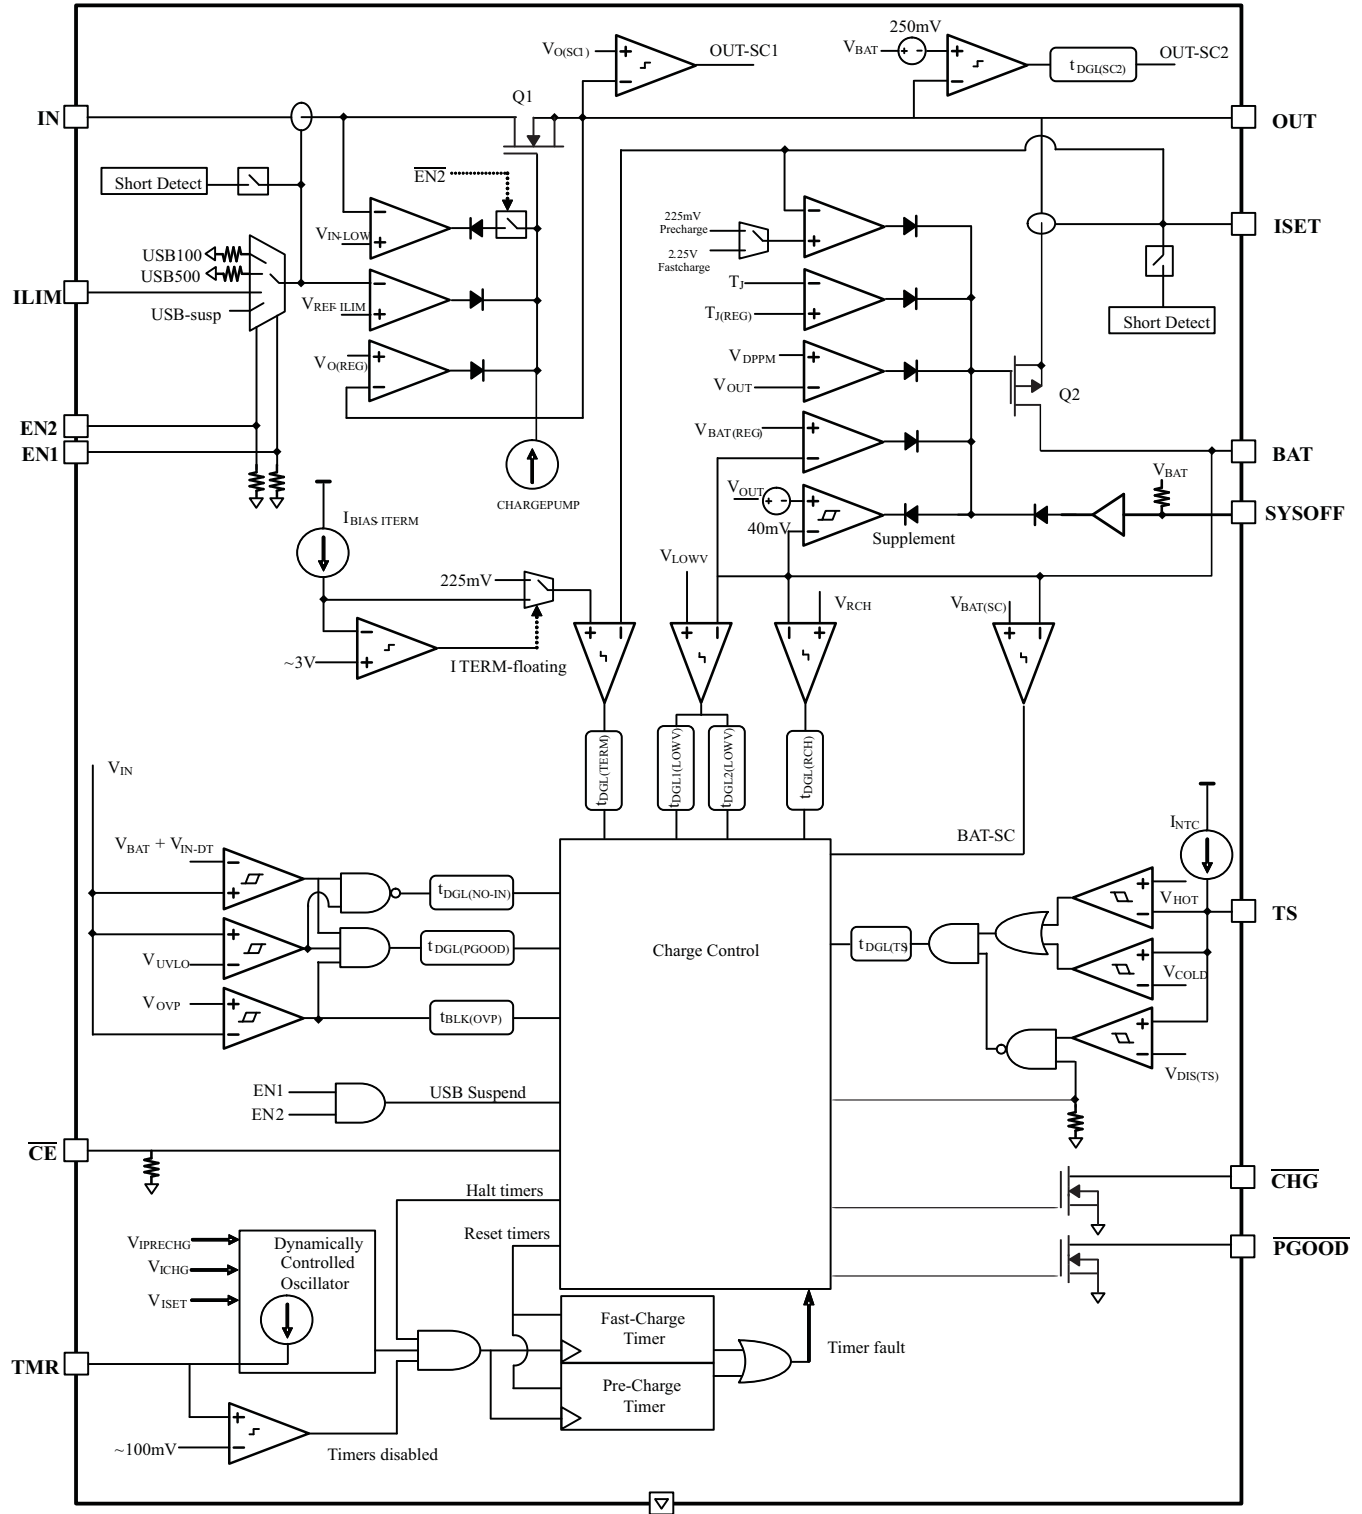 250mV
VO(SC1)
OUT-SC1
VBAT
tDGL(SC2)
OUT-SC2
Q1
IN
OUT
Short Detect
EN2
225mV
Precharge
2.25V
Fastcharge
VIN-LOW
ISET
USB100
USB500
ILIM
USB-susp
VREF-ILIM
TJ
TJ(REG)
Short Detect
VO(REG)
VDPPM
VOUT
Q2
EN2
EN1
VBAT(REG)
BAT
VBAT
CHARGEPUMP
VOUT
40mV
SYSOFF
Supplement
IBIAS ITERM
VLOWV
225mV
VRCH
VBAT(SC)
~3V
I TERM-floating
tDGL(TERM)
tDGL1(LOWV)
tDGL2(LOWV)
tDGL(RCH)
VIN
BAT-SC
INTC
VBAT + VIN-DT
tDGL(NO-IN)
VHOT
TS
tDGL(PGOOD)
Charge Control
tDGL(TS)
VUVLO
VCOLD
VOVP
tBLK(OVP)
VDIS(TS)
EN1
EN2
USB Suspend
CE
CHG
Halt timers
Reset timers
VIPRECHG
VICHG
VISET
Dynamically
Controlled
Oscillator
PGOOD
Fast-Charge
Timer
Timer fault
TMR
Pre-Charge
Timer
~100mV
Timers disabled